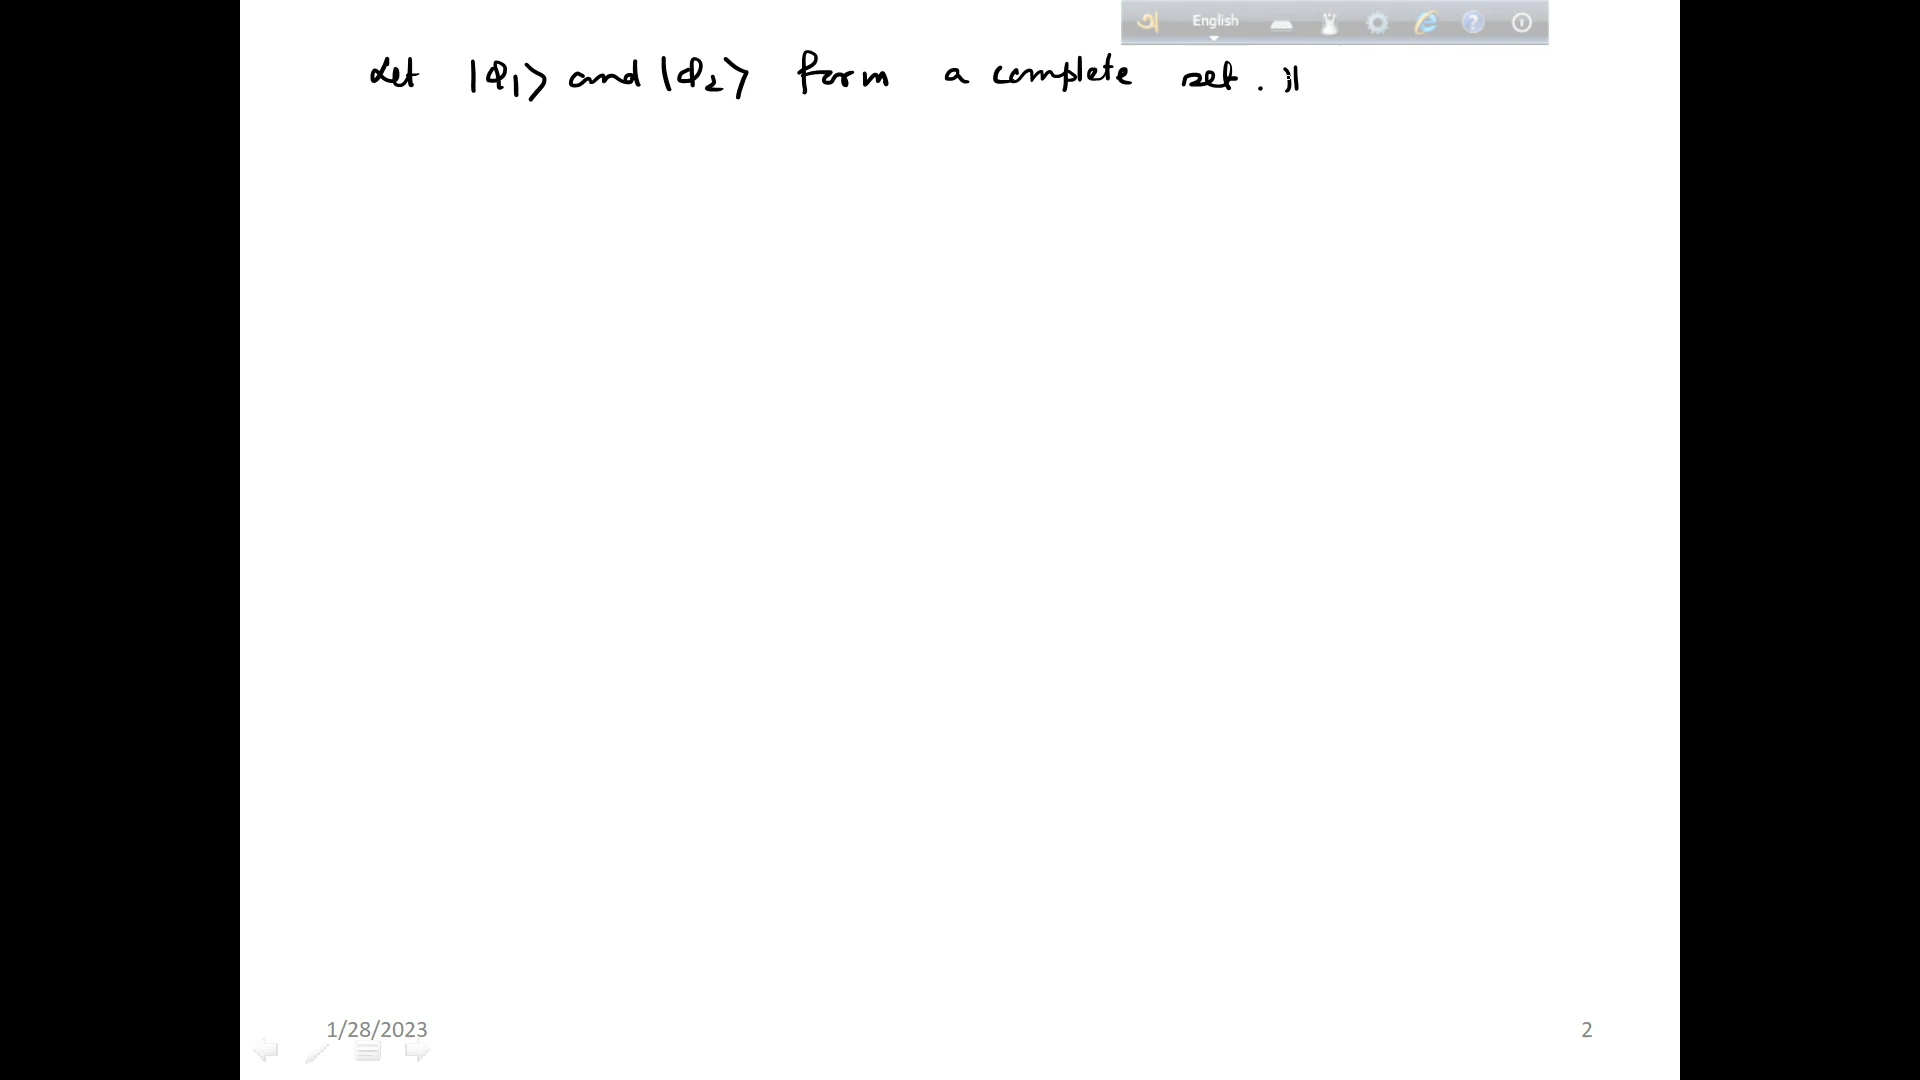 English
Let |Φ₁⟩ and |Φ₂⟩ form a complete set.
1/28/2023
2